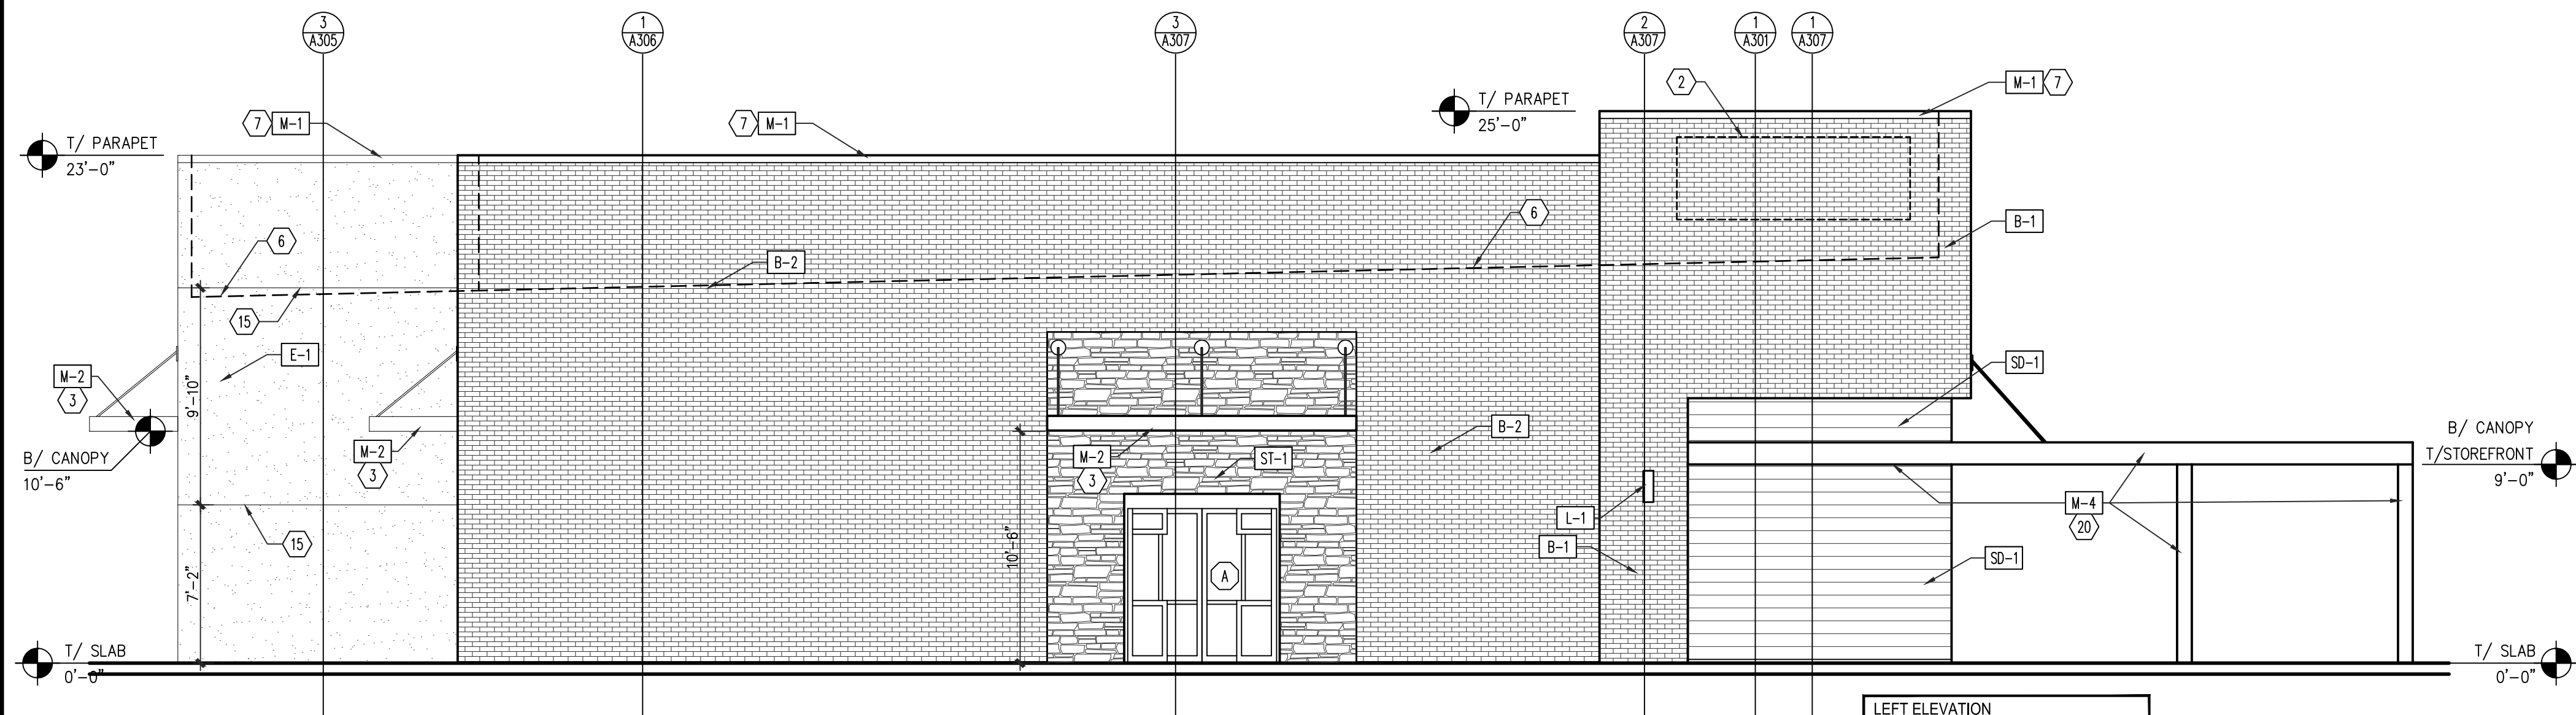 3
A305
1
A306
3
A307
2
A307
1
A301
1
A307
2
M-1 7
7 M-1
7 M-1
T/ PARAPET
25'-0"
T/ PARAPET
23'-0"
6
B-1
6
B-2
15
E-1
SD-1
M-2
3
9'-10"
B-2
B/ CANOPY
10'-6"
M-2
3
M-2
3
ST-1
B/ CANOPY
T/STOREFRONT
9'-0"
M-4
20
L-1
B-1
15
10'-6"
A
SD-1
7'-2"
T/ SLAB
0'-0"
T/ SLAB
0'-0"
LEFT ELEVATION